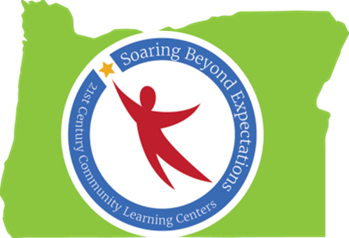 Soaring Beyond Expectations
21st Century Community Learning Centers